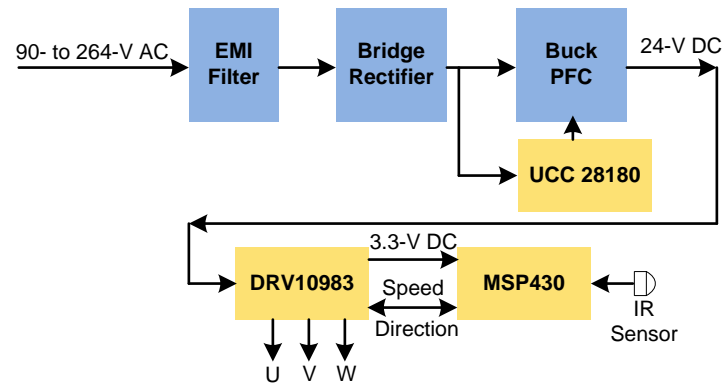 90- to 264-V AC
EMI
Filter
Bridge
Rectifier
Buck
PFC
24-V DC
UCC 28180
DRV10983
3.3-V DC
Speed
Direction
MSP430
IR
Sensor
U
V
W